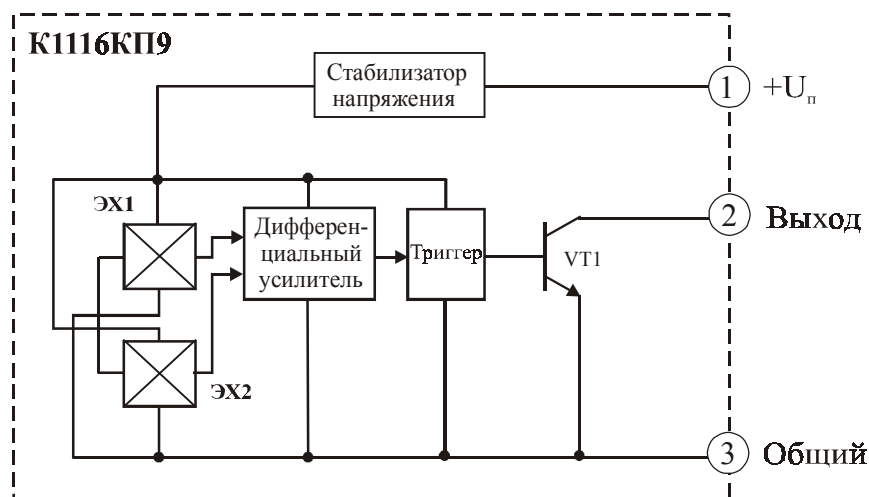 К1116КП9
Стабилизатор
напряжения
1
+Uп
ЭХ1
Дифферен-
циальный
усилитель
Триггер
VT1
2
Выход
ЭХ2
3
Общий